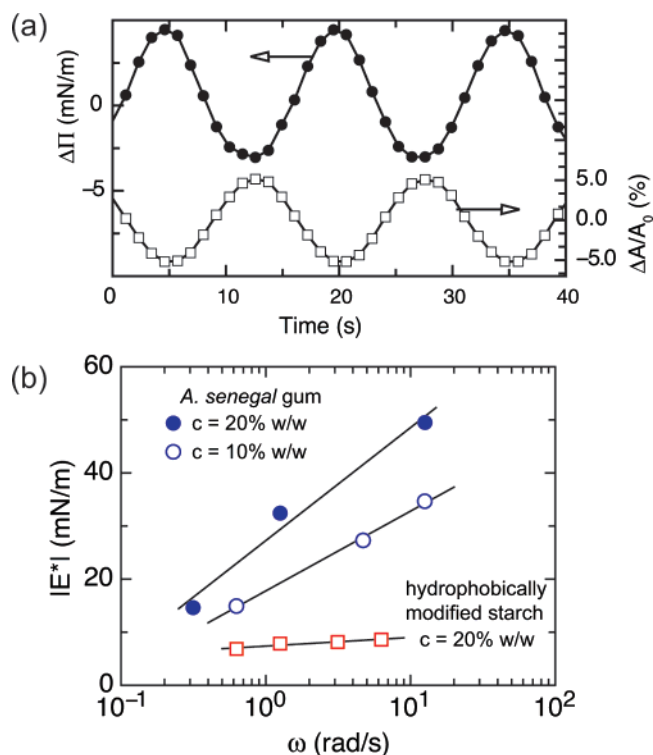 (a)
ΔΠ (mN/m)
0
−5
5.0
0.0
−5.0
ΔA/A₀ (%)
0 10 20 30 40
Time (s)
(b)
|E*| (mN/m)
60
40
20
0
A. senegal gum
c = 20% w/w
c = 10% w/w
hydrophobically
modified starch
c = 20% w/w
10⁻¹ 10⁰ 10¹ 10²
ω (rad/s)